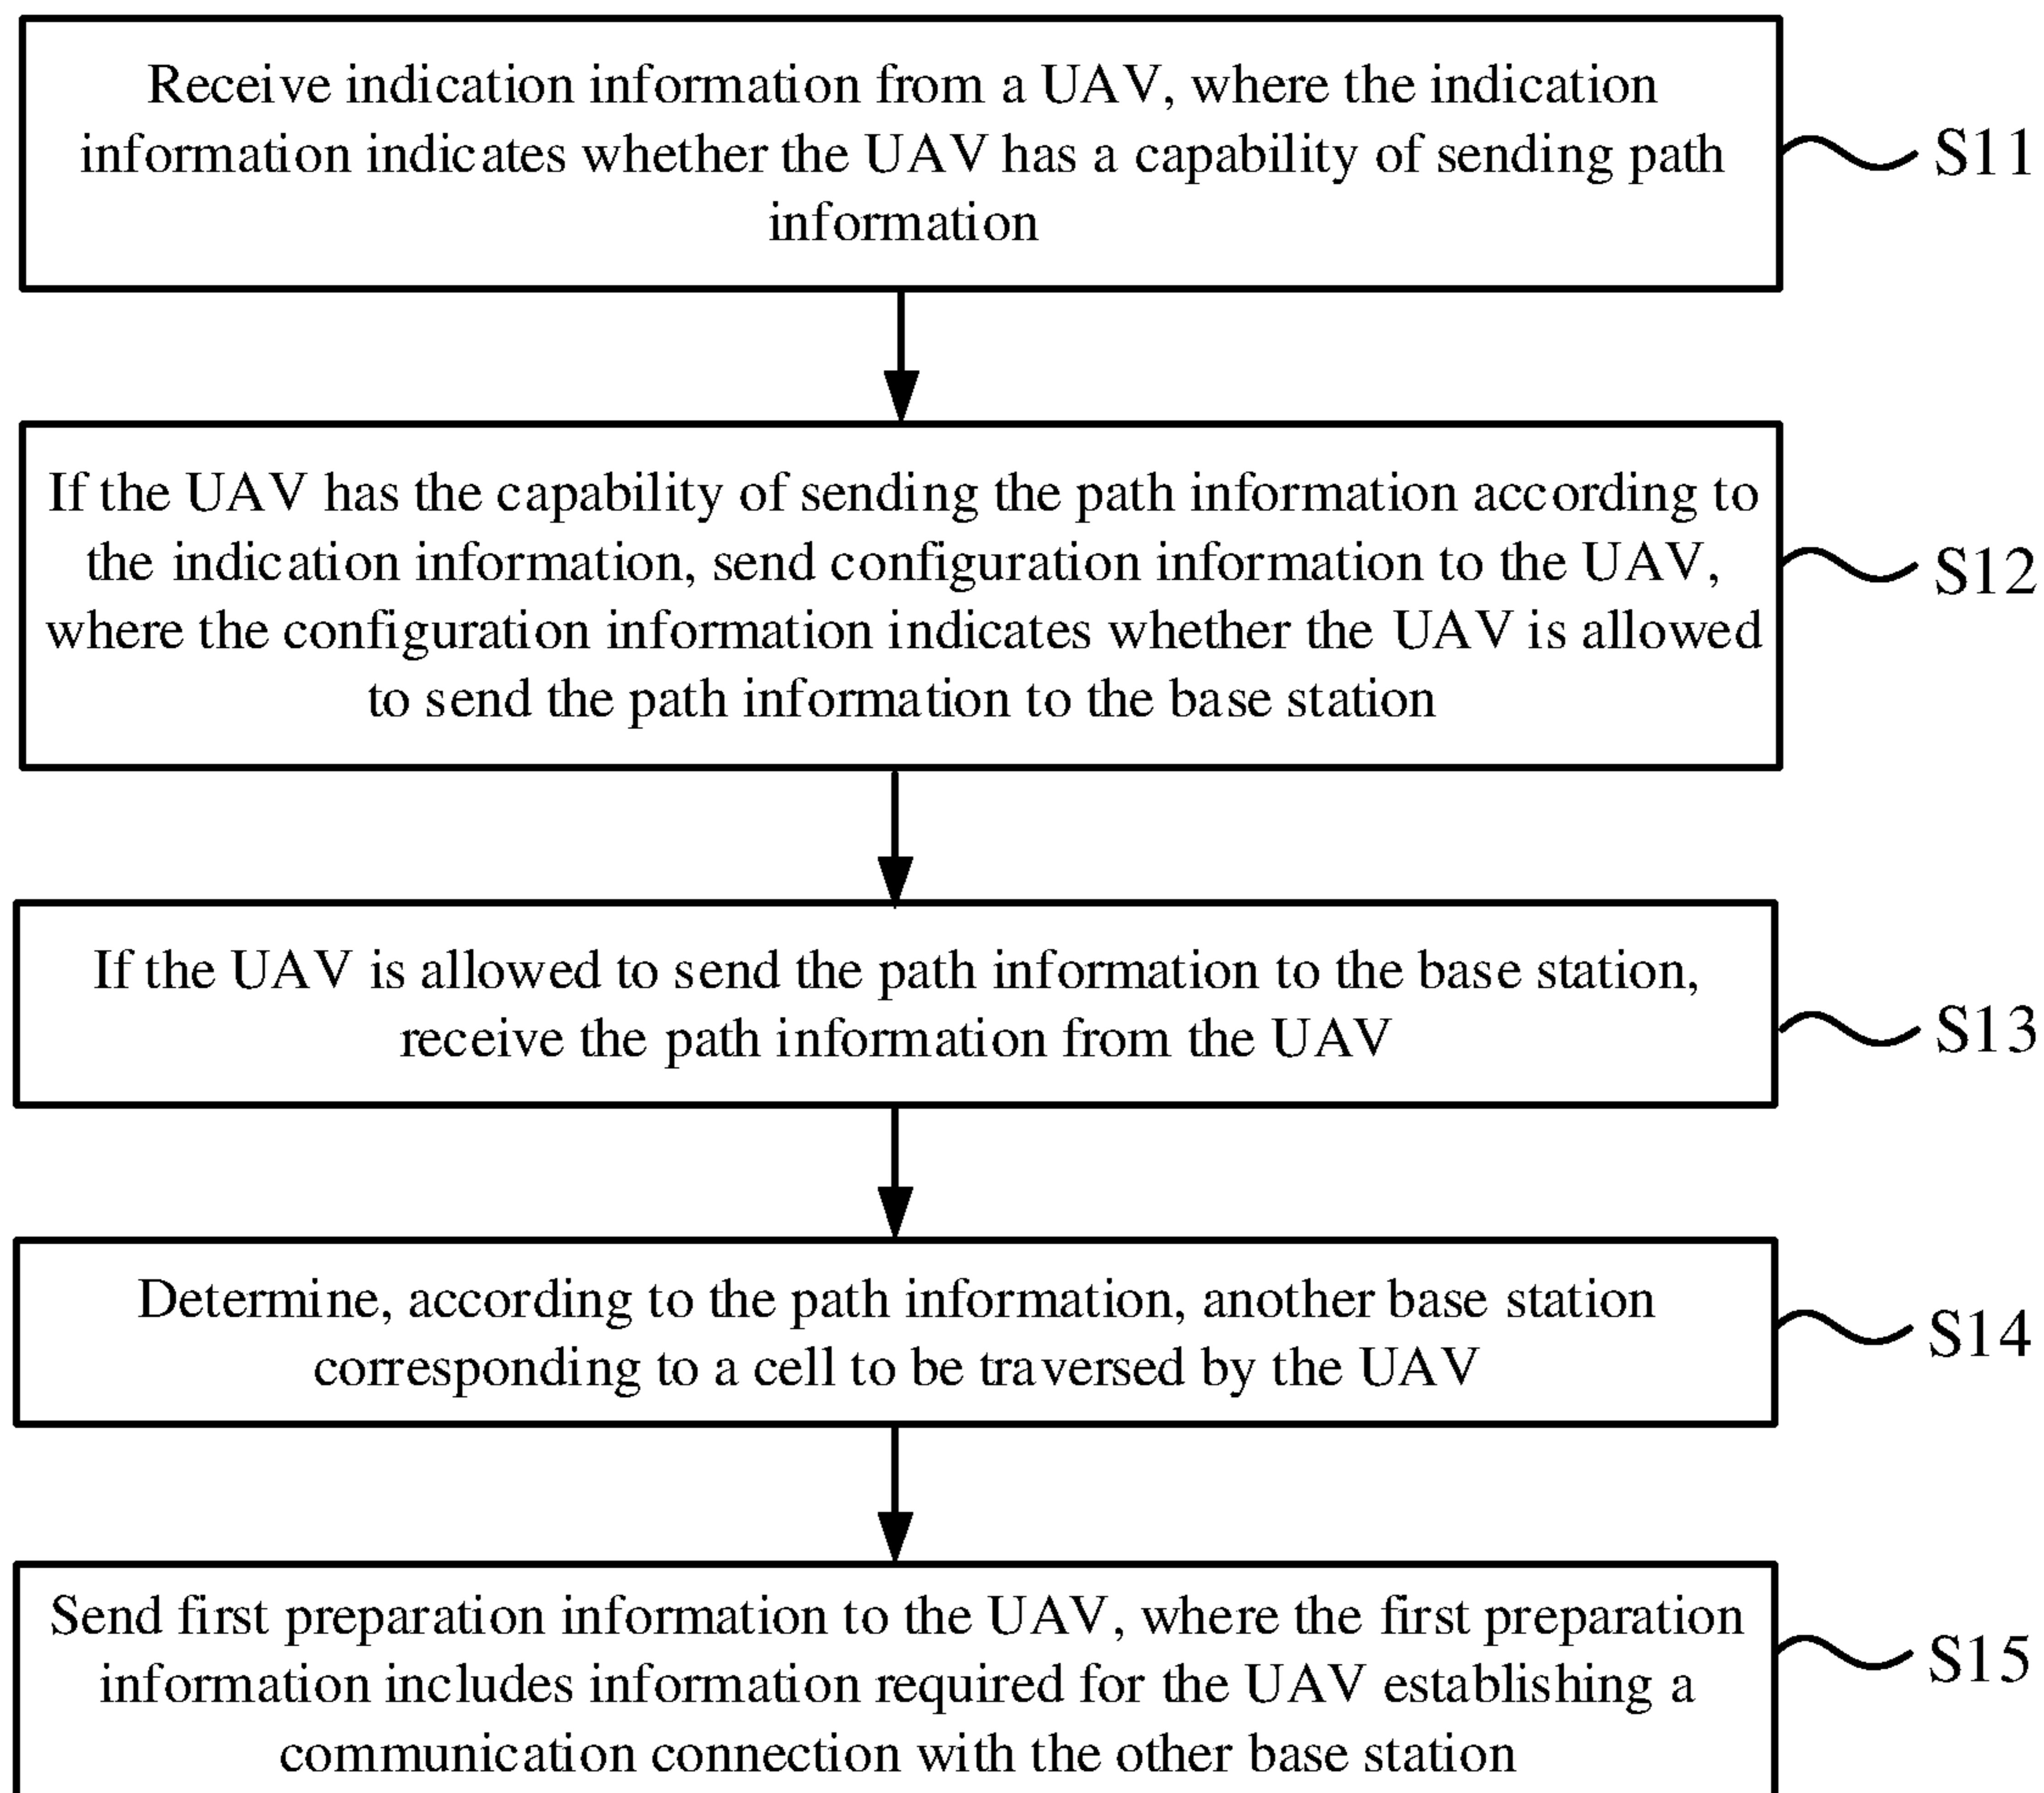 Receive indication information from a UAV, where the indication
information indicates whether the UAV has a capability of sending path
information
S11
If the UAV has the capability of sending the path information according to
the indication information, send configuration information to the UAV,
where the configuration information indicates whether the UAV is allowed
to send the path information to the base station
S12
If the UAV is allowed to send the path information to the base station,
receive the path information from the UAV
S13
Determine, according to the path information, another base station
corresponding to a cell to be traversed by the UAV
S14
Send first preparation information to the UAV, where the first preparation
information includes information required for the UAV establishing a
communication connection with the other base station
S15